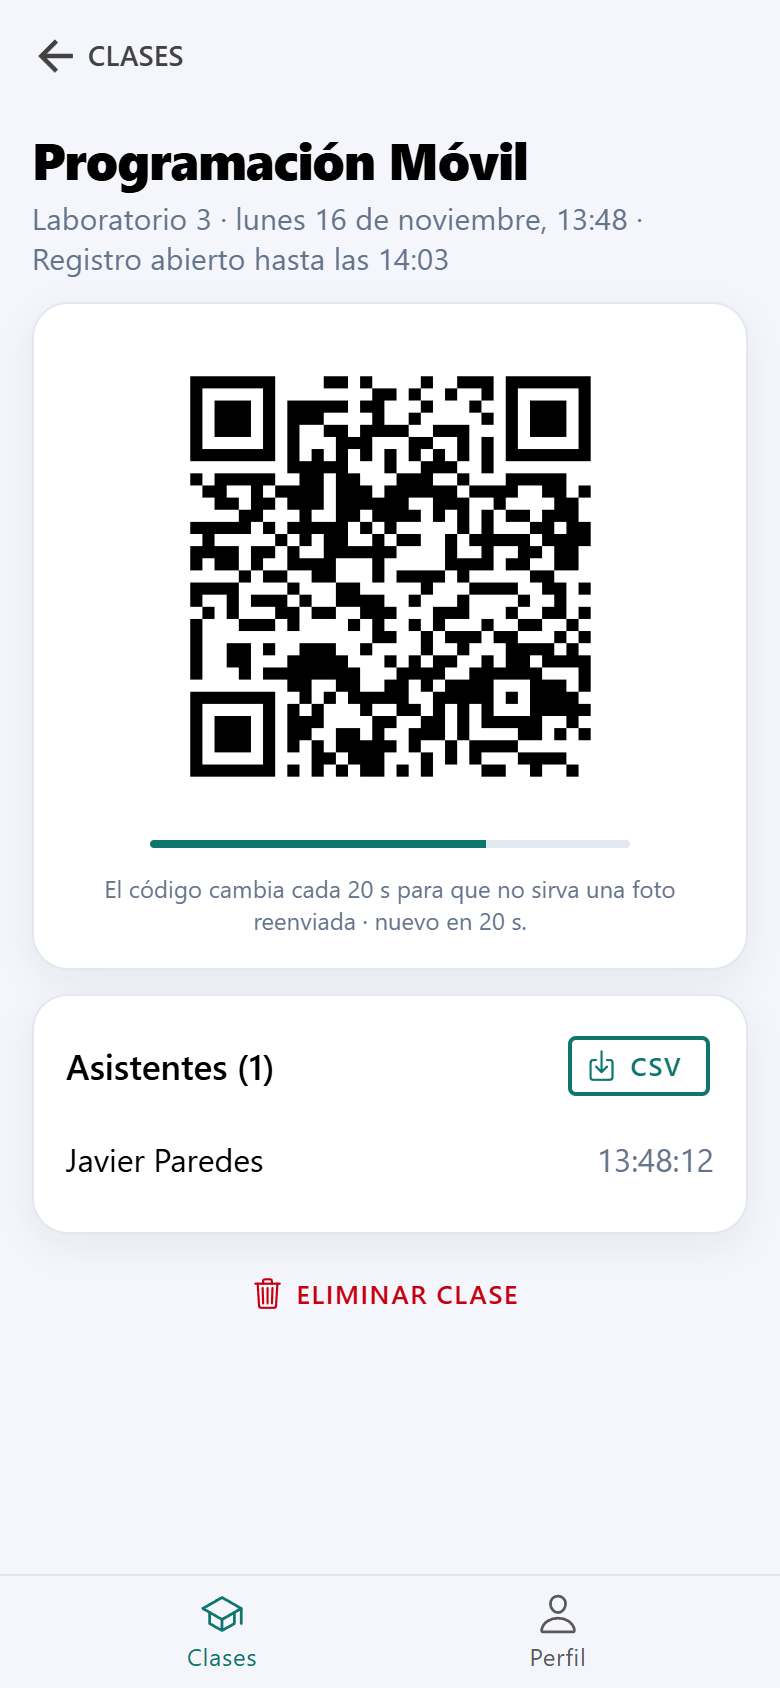 CLASES
Programación Móvil
Laboratorio 3 · lunes 16 de noviembre, 13:48 ·
Registro abierto hasta las 14:03
El código cambia cada 20 s para que no sirva una foto
reenviada · nuevo en 20 s.
Asistentes (1)
CSV
Javier Paredes
13:48:12
ELIMINAR CLASE
Clases
Perfil